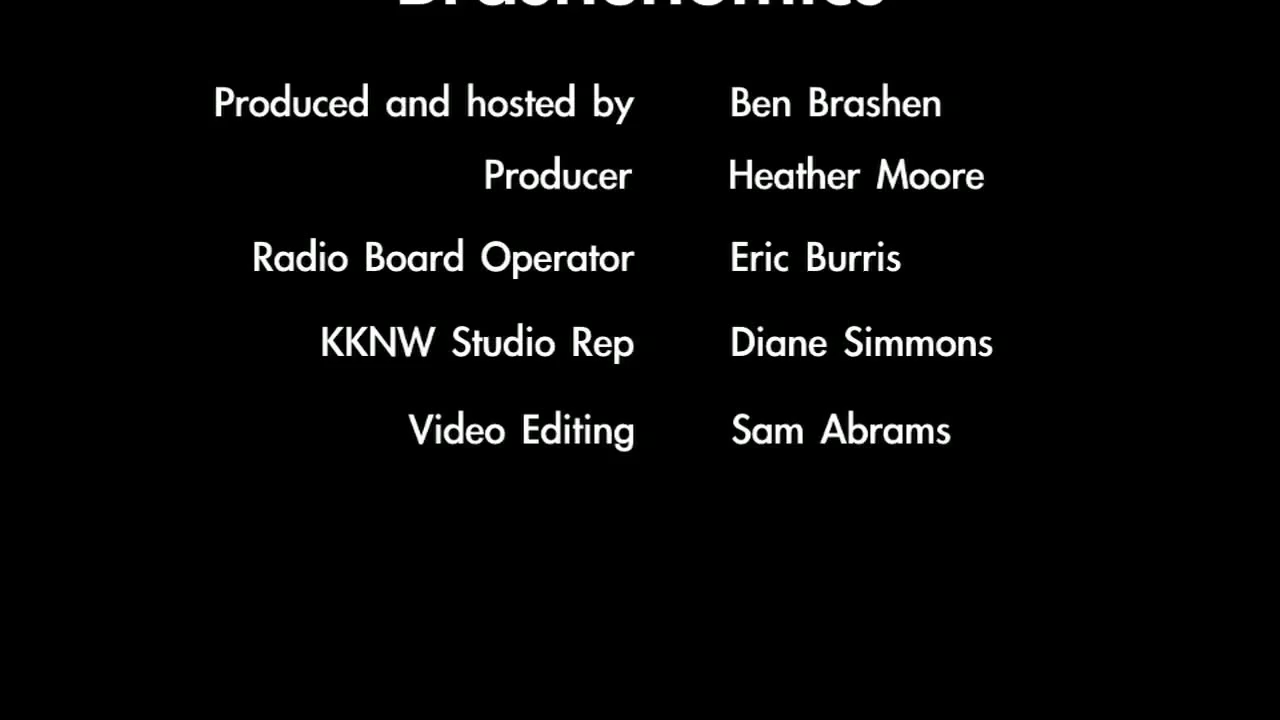 Brashenomics
Produced and hosted by Ben Brashen
Producer Heather Moore
Radio Board Operator Eric Burris
KKNW Studio Rep Diane Simmons
Video Editing Sam Abrams